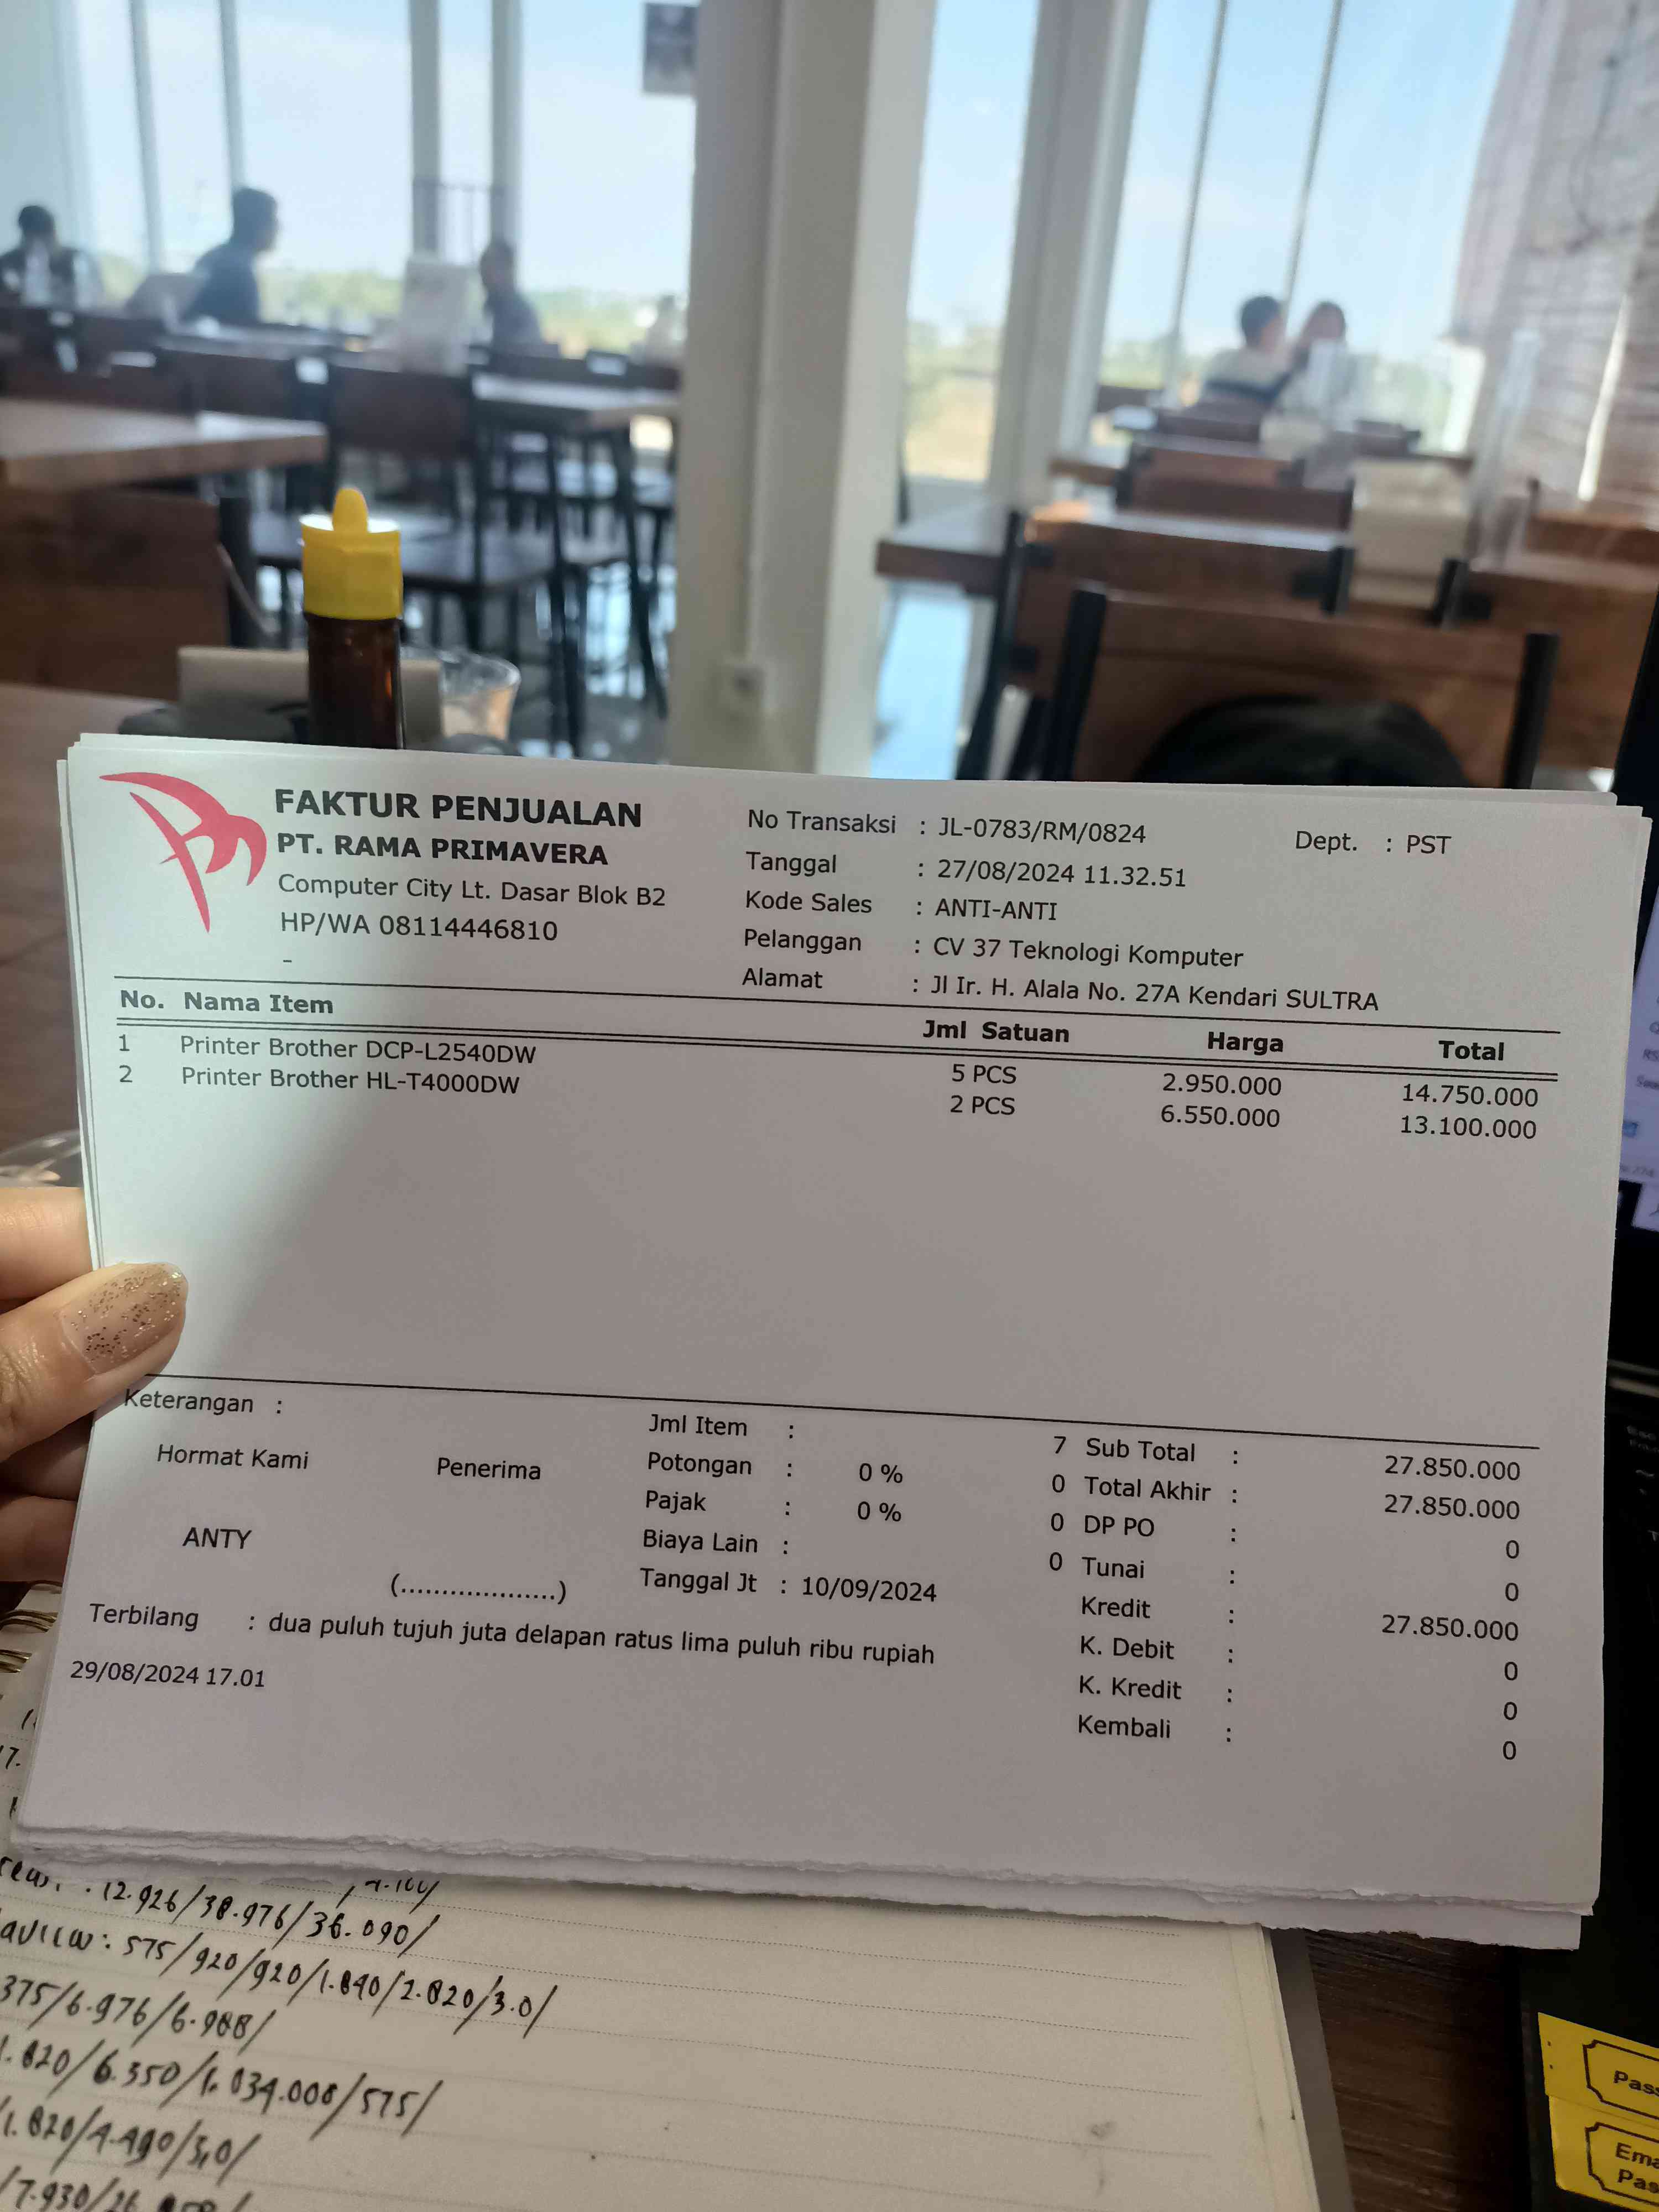 FAKTUR PENJUALAN
PT. RAMA PRIMAVERA
Computer City Lt. Dasar Blok B2
HP/WA 08114446810
-
No Transaksi : JL-0783/RM/0824 Dept. : PST
Tanggal : 27/08/2024 11.32.51
Kode Sales : ANTI-ANTI
Pelanggan : CV 37 Teknologi Komputer
Alamat : Jl Ir. H. Alala No. 27A Kendari SULTRA
No. Nama Item Jml Satuan Harga Total
1 Printer Brother DCP-L2540DW 5 PCS 2.950.000 14.750.000
2 Printer Brother HL-T4000DW 2 PCS 6.550.000 13.100.000
Keterangan :
Hormat Kami Penerima
ANTY
(...................)
Jml Item : 7
Potongan : 0 % 0
Pajak : 0 % 0
Biaya Lain : 0
Tanggal Jt : 10/09/2024
Sub Total : 27.850.000
Total Akhir : 27.850.000
DP PO : 0
Tunai : 0
Kredit : 27.850.000
K. Debit : 0
K. Kredit : 0
Kembali : 0
Terbilang : dua puluh tujuh juta delapan ratus lima puluh ribu rupiah
29/08/2024 17.01
12.926/38.976/36.090/
575/920/920/1.840/2.820/3.0/
375/6.976/6.988/
1.820/6.350/1.034.008/575/
1.820/4.490/3,0/